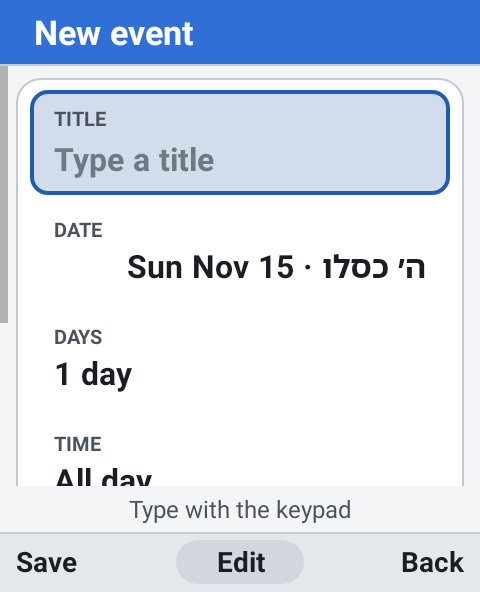 New event
TITLE
Type a title
DATE
Sun Nov 15 · ה׳ כסלו
DAYS
1 day
TIME
All day
Type with the keypad
Save
Edit
Back